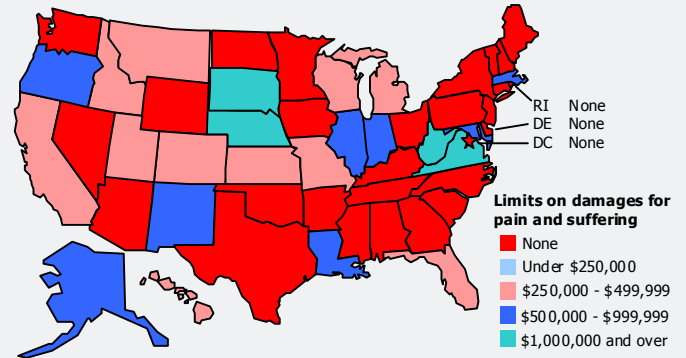 RI None
DE None
DC None
Limits on damages for
pain and suffering
None
Under $250,000
$250,000 - $499,999
$500,000 - $999,999
$1,000,000 and over